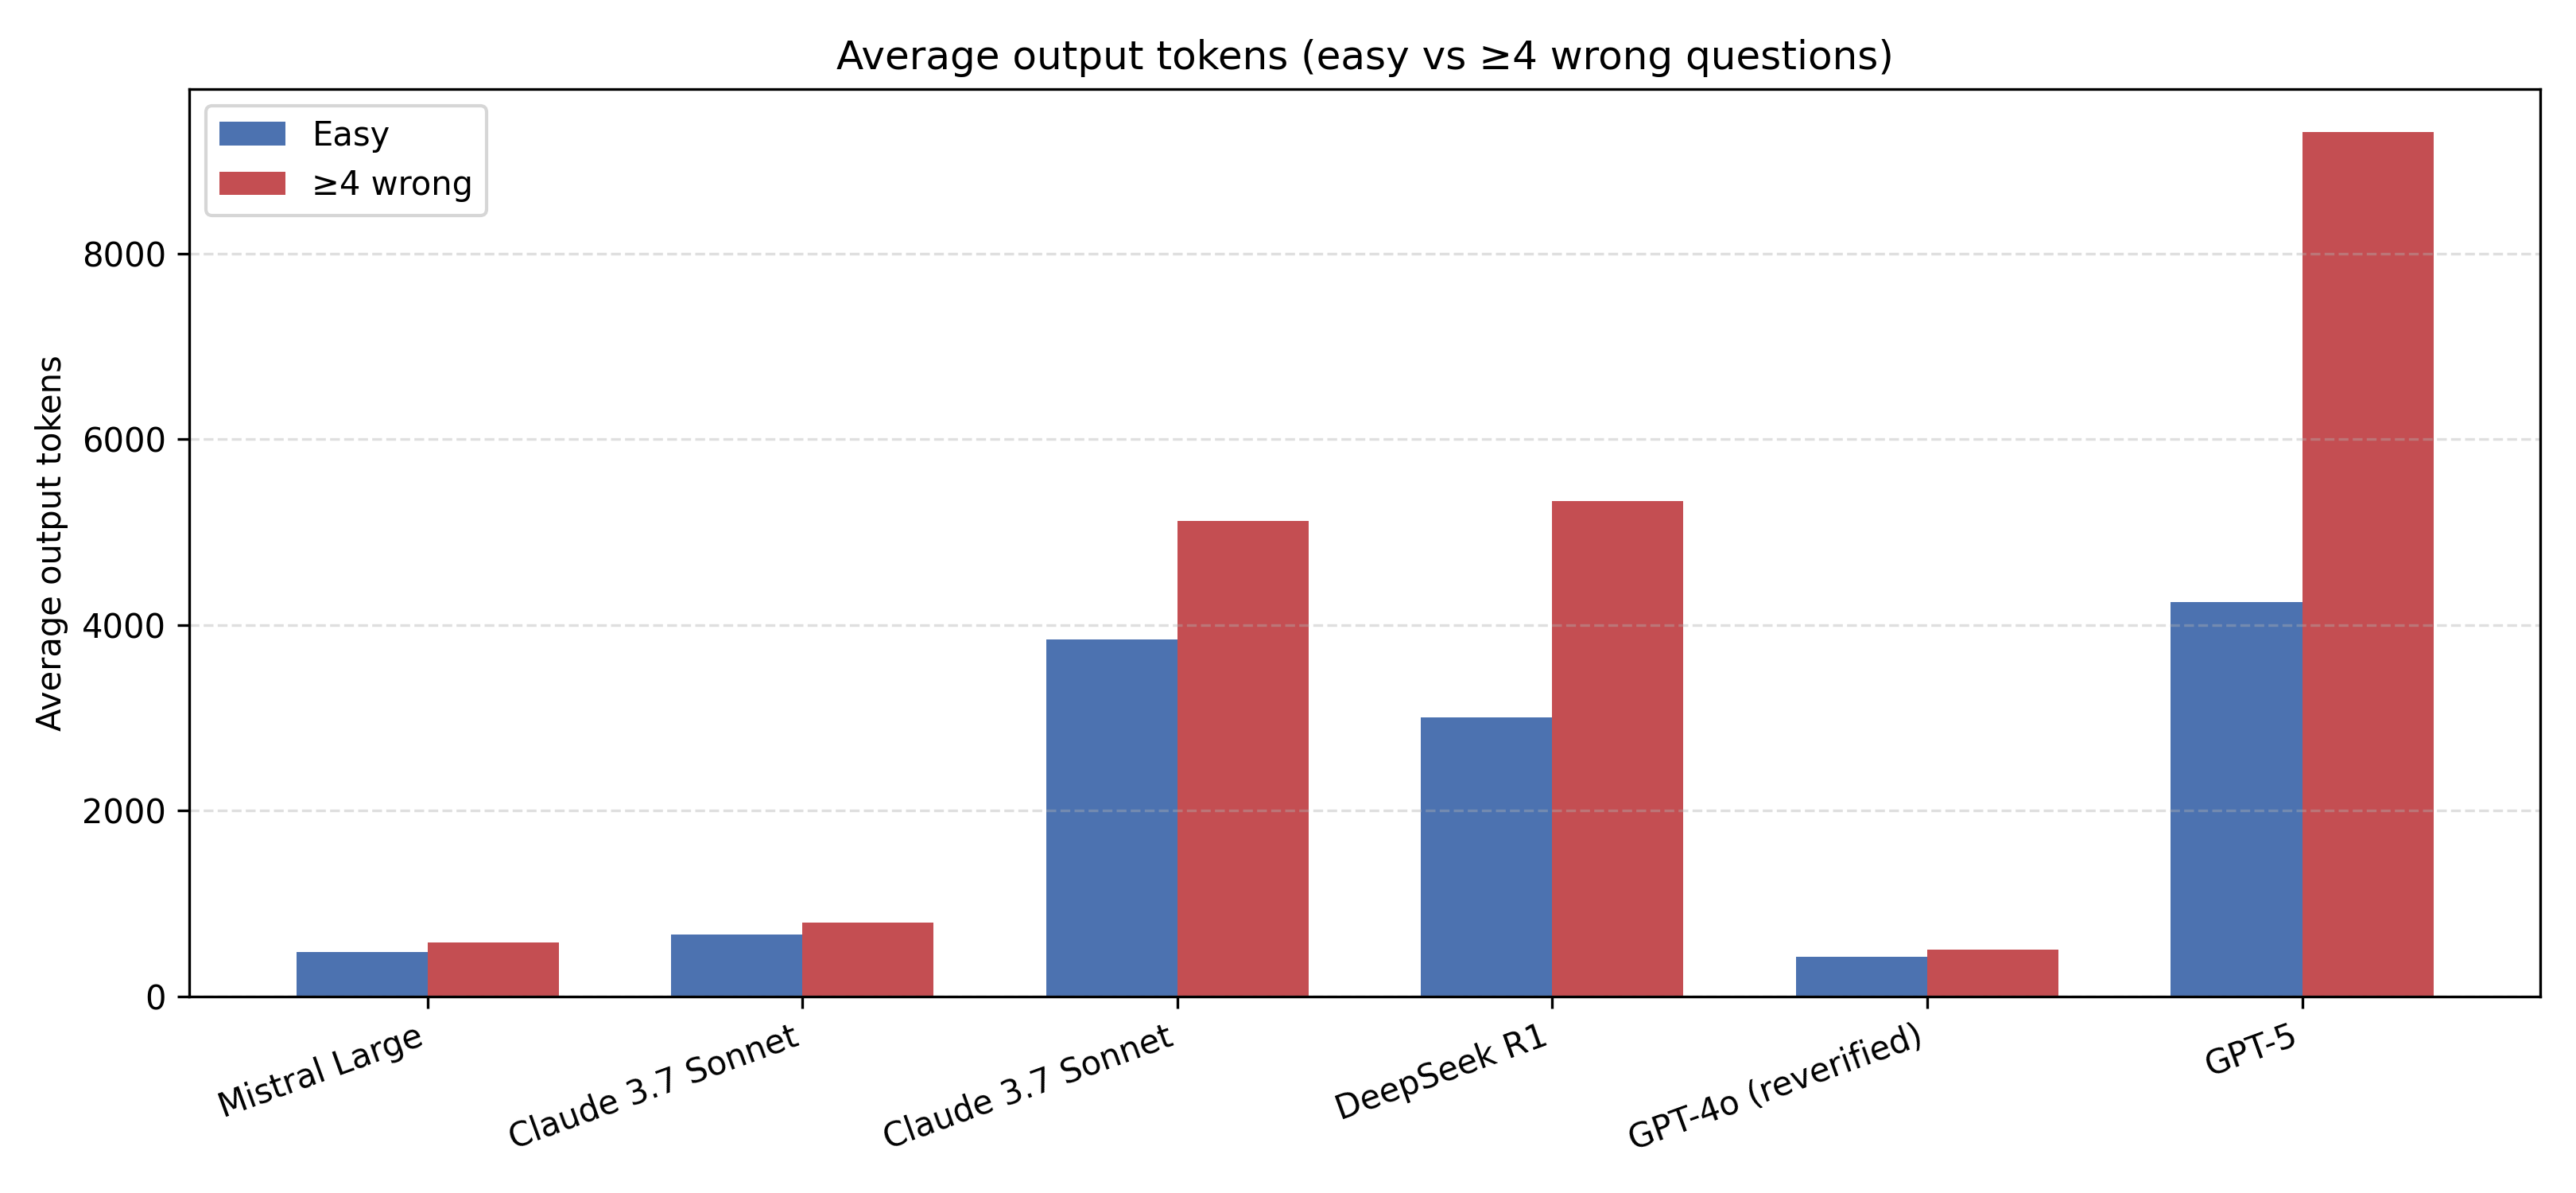 Average output tokens (easy vs ≥4 wrong questions)
Easy
≥4 wrong
Average output tokens
8000
6000
4000
2000
0
Mistral Large
Claude 3.7 Sonnet
Claude 3.7 Sonnet
DeepSeek R1
GPT-4o (reverified)
GPT-5